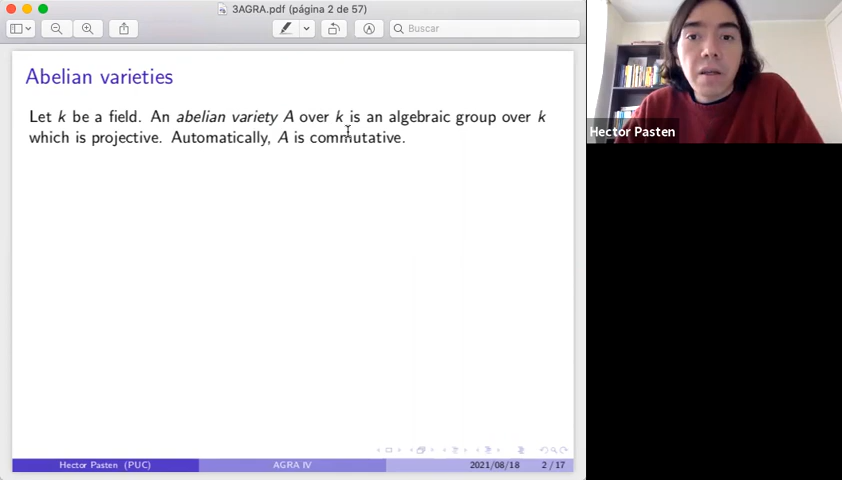 3AGRA.pdf (página 2 de 57)
Buscar
Abelian varieties
Let k be a field. An abelian variety A over k is an algebraic group over k
which is projective. Automatically, A is commutative.
Hector Pasten
Hector Pasten (PUC) AGRA IV 2021/08/18 2 / 17